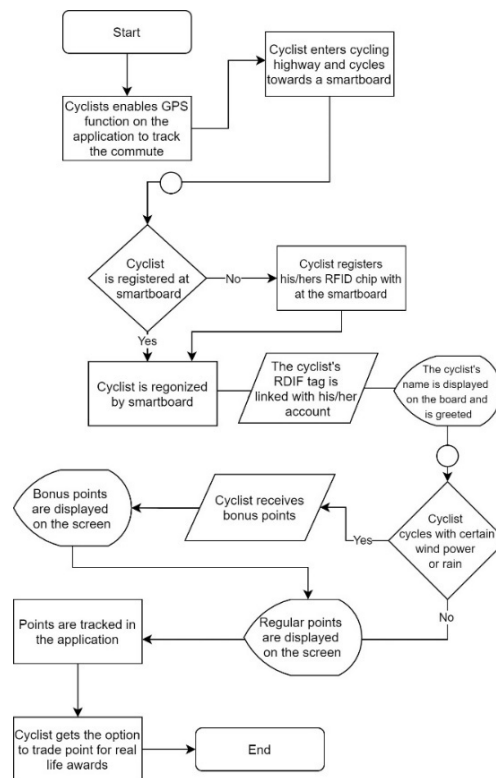 Start
Cyclist enters cycling
highway and cycles
towards a smartboard
Cyclists enables GPS
function on the
application to track
the commute
Cyclist
is registered at
smartboard
No
Cyclist registers
his/hers RFID chip with
at the smartboard
Yes
Cyclist is regonized
by smartboard
The cyclist's
RDIF tag is
linked with his/her
account
The cyclist's
name is displayed
on the board and
is greeted
Cyclist
cycles with certain
wind power
or rain
Yes
Cyclist receives
bonus points
Bonus points
are displayed
on the screen
No
Regular points
are displayed
on the screen
Points are tracked in
the application
Cyclist gets the option
to trade point for real
life awards
End